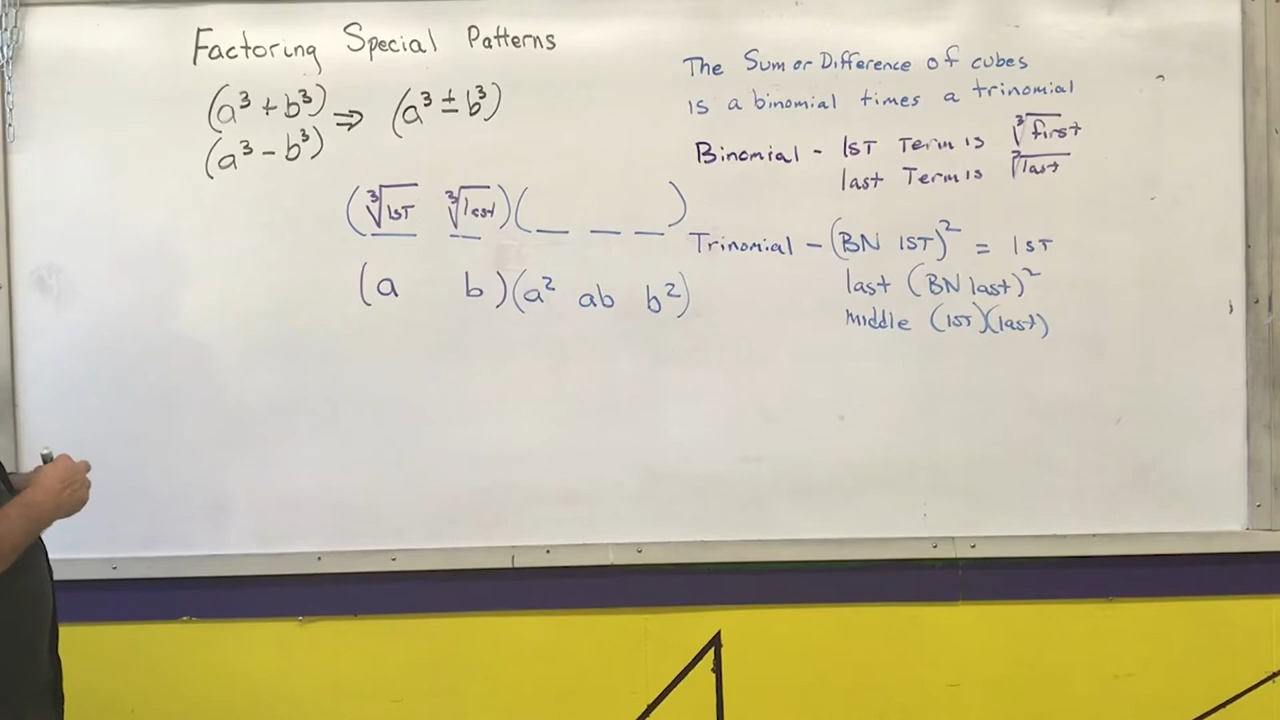 Factoring Special Patterns
(a³ + b³) ⇒ (a³ ± b³)
(a³ - b³)
(∛1ST ∛last)(_ _ _)
(a b)(a² ab b²)
The Sum or Difference of cubes
is a binomial times a trinomial
Binomial - 1ST Term is ∛first
last Term is ∛last
Trinomial - (BN 1ST)² = 1ST
last (BN last)²
middle (1ST)(last)